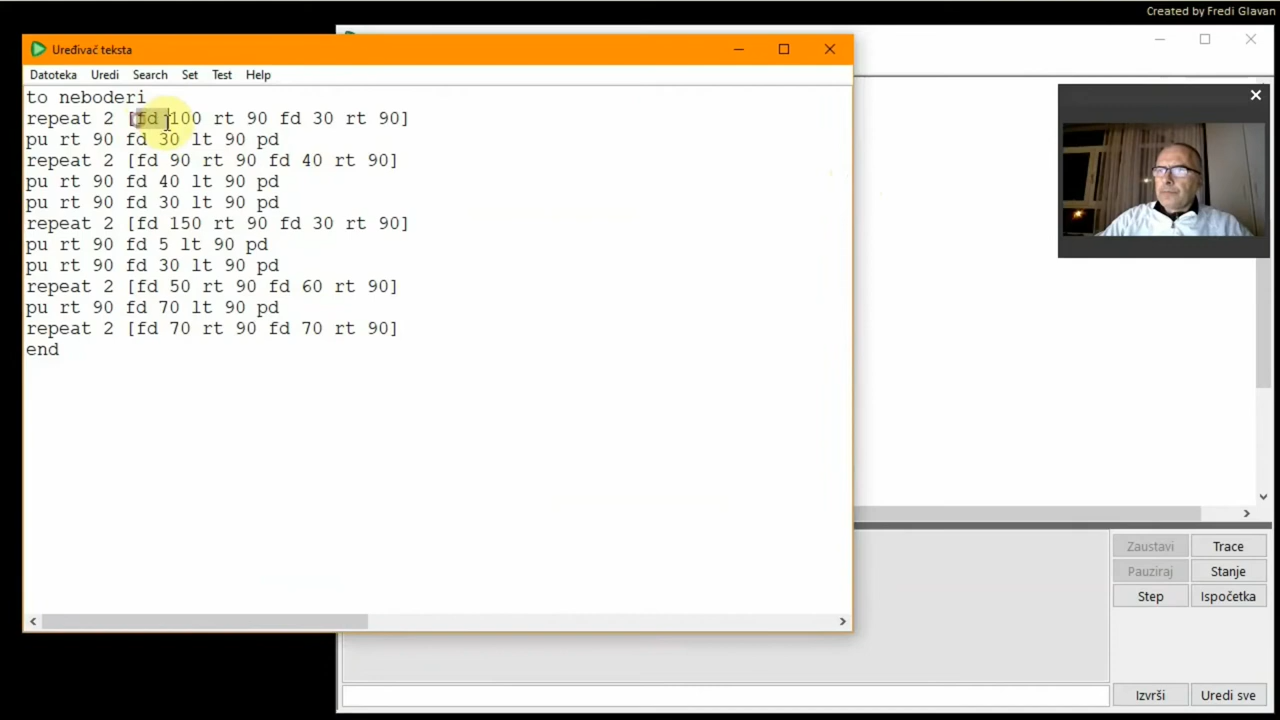 Created by Fredi Glavan
Uređivač teksta
Datoteka Uredi Search Set Test Help
to neboderi
repeat 2 [fd 100 rt 90 fd 30 rt 90]
pu rt 90 fd 30 lt 90 pd
repeat 2 [fd 90 rt 90 fd 40 rt 90]
pu rt 90 fd 40 lt 90 pd
pu rt 90 fd 30 lt 90 pd
repeat 2 [fd 150 rt 90 fd 30 rt 90]
pu rt 90 fd 5 lt 90 pd
pu rt 90 fd 30 lt 90 pd
repeat 2 [fd 50 rt 90 fd 60 rt 90]
pu rt 90 fd 70 lt 90 pd
repeat 2 [fd 70 rt 90 fd 70 rt 90]
end
Zaustavi Trace
Pauziraj Stanje
Step Ispočetka
Izvrši Uredi sve